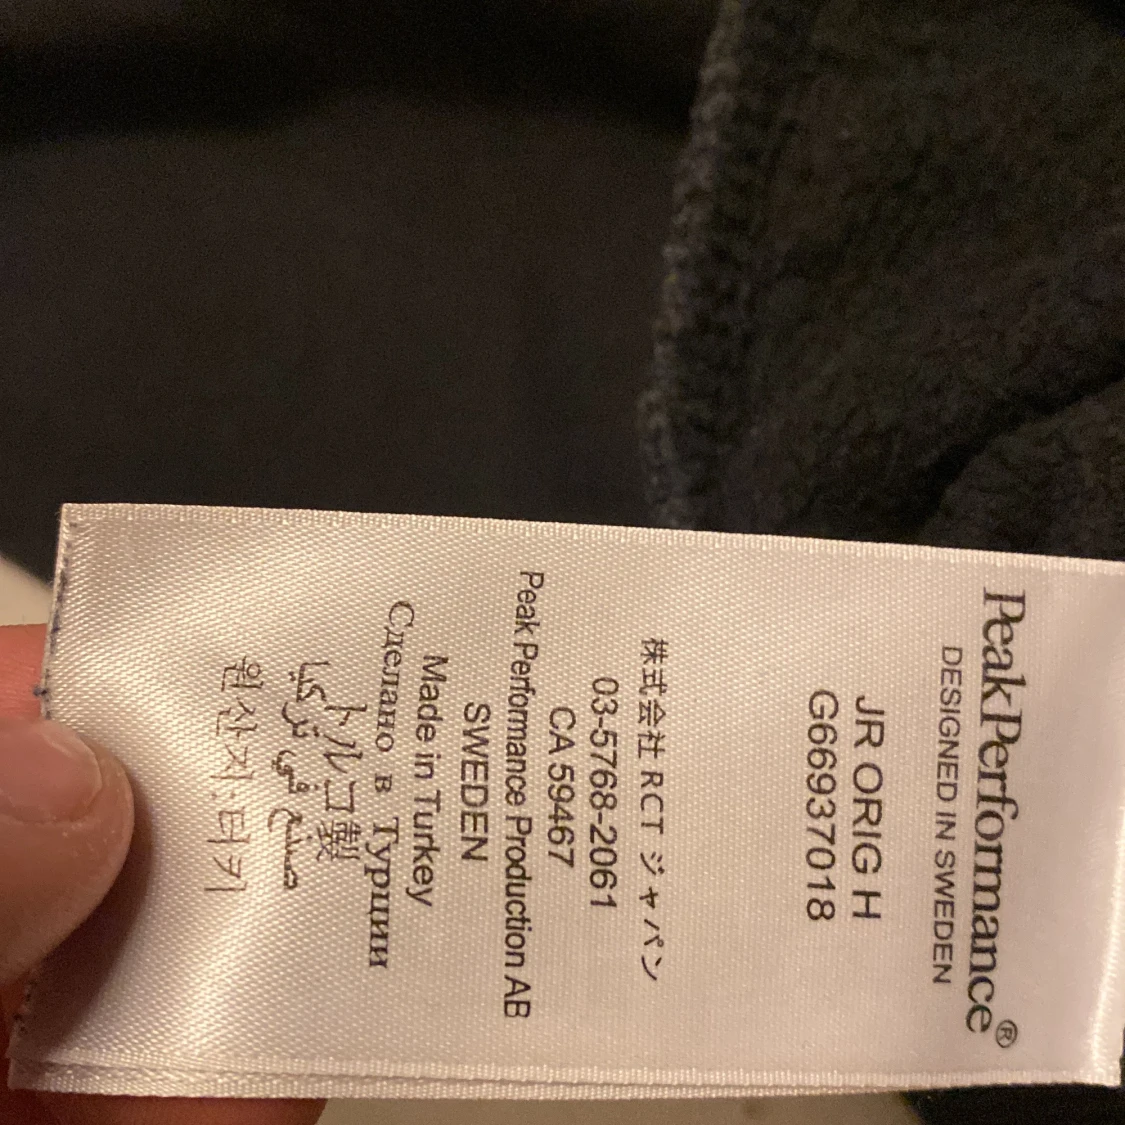 PeakPerformance®
DESIGNED IN SWEDEN
JR ORIG H
G66937018
株式会社 RCT ジャパン
03-5768-2061
CA 59467
Peak Performance Production AB
SWEDEN
Made in Turkey
Сделано в Турции
トルコ製
صنع في تركيا
원산지:터키